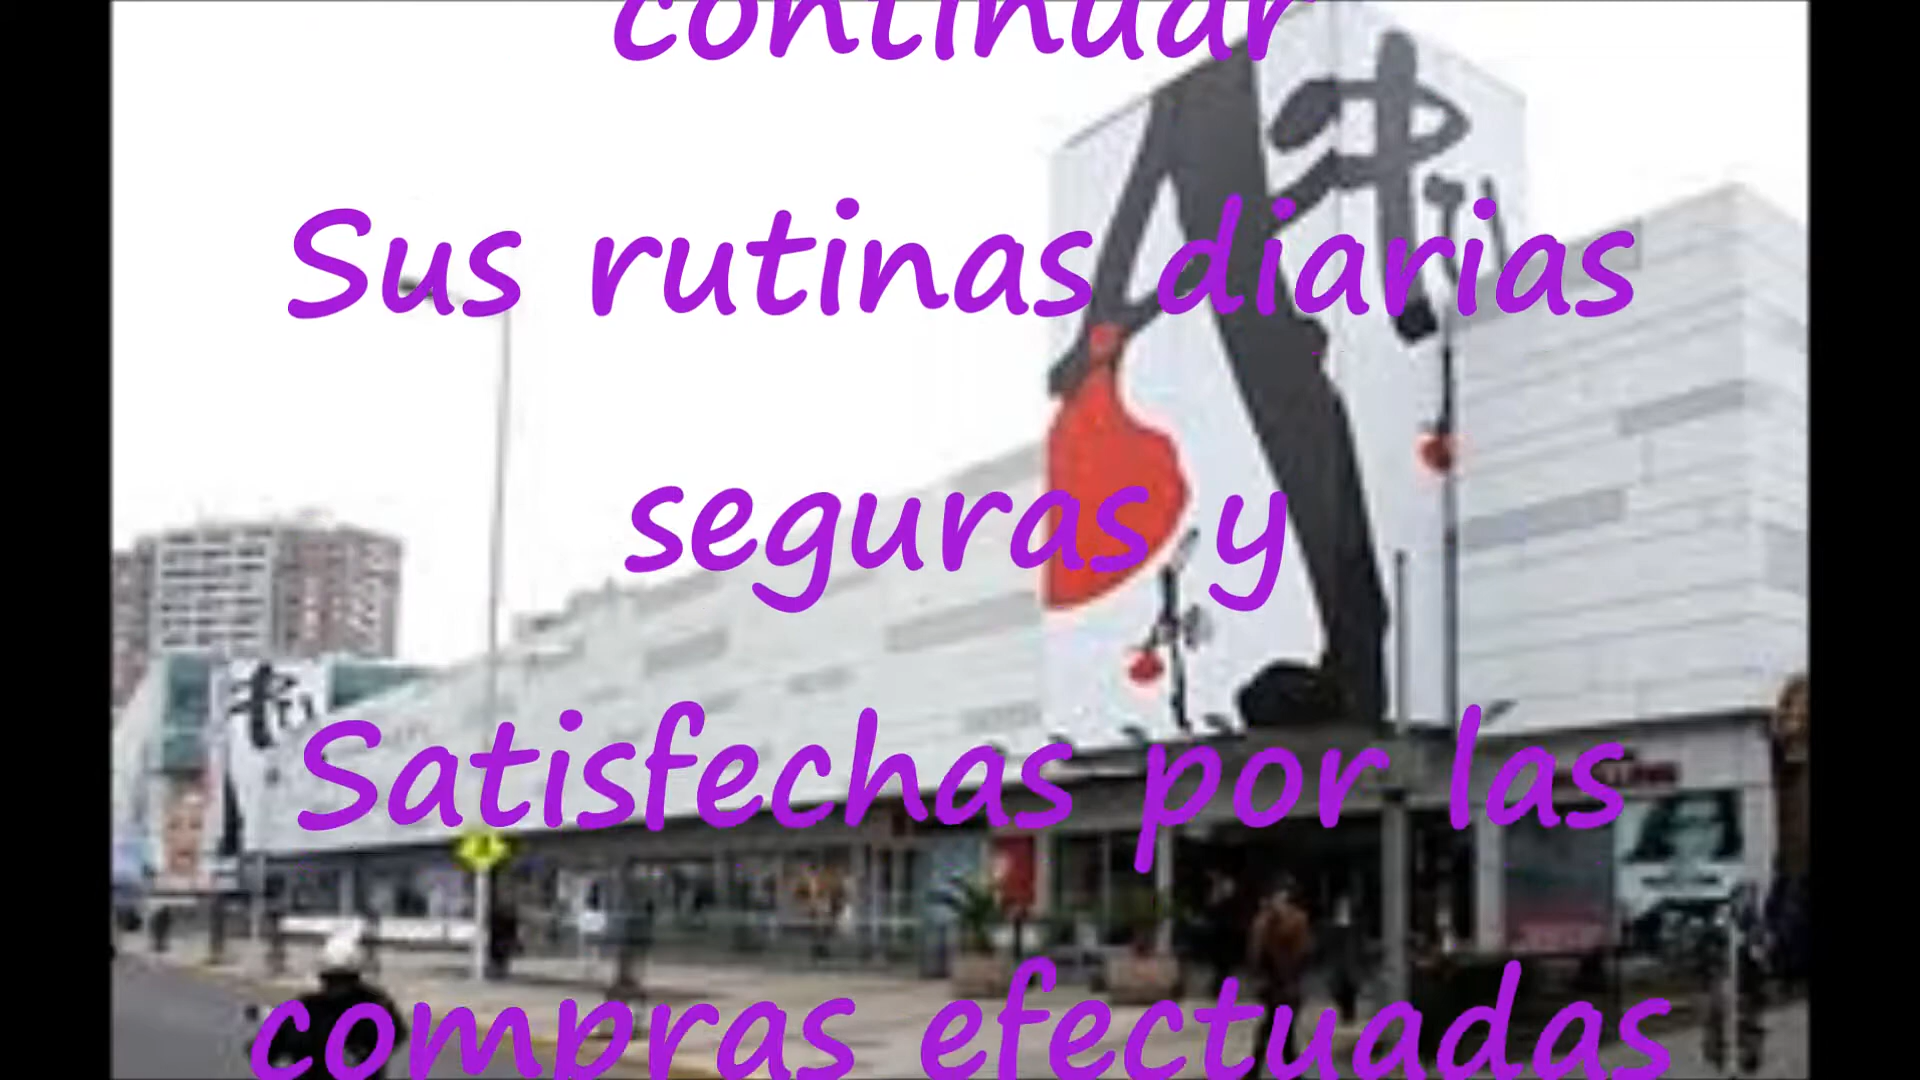 continuar
Sus rutinas diarias
seguras y
Satisfechas por las
compras efectuadas